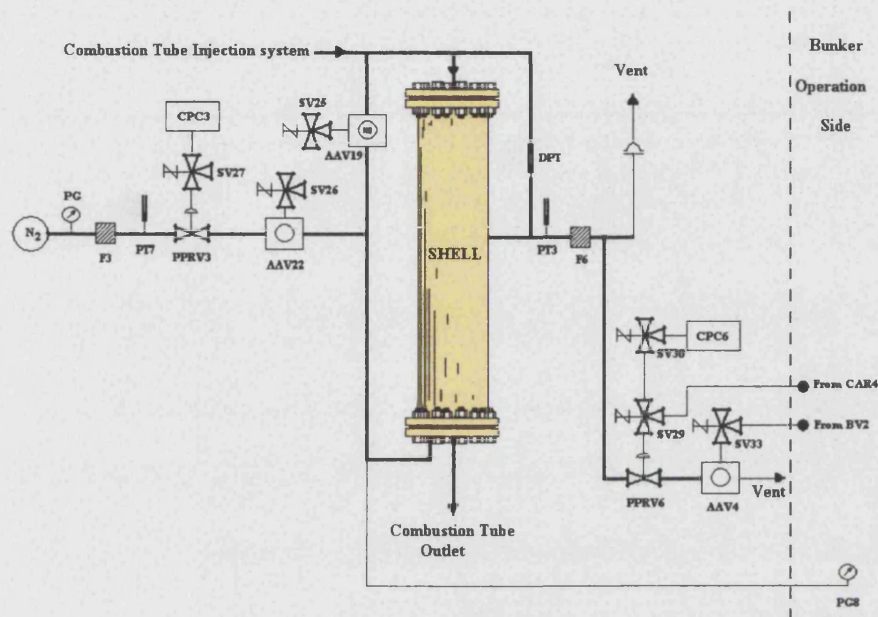 Combustion Tube Injection system
Bunker
Operation
Side
Vent
CPC3
SV25
AAV19
SV27
SV26
DPT
PG
N2
F3
PT7
PPRV3
AAV22
SHELL
PT3
F6
SV30
CPC6
From CAR4
SV29
From BV2
SV33
PPRV6
AAV4
Vent
Combustion Tube
Outlet
PG8